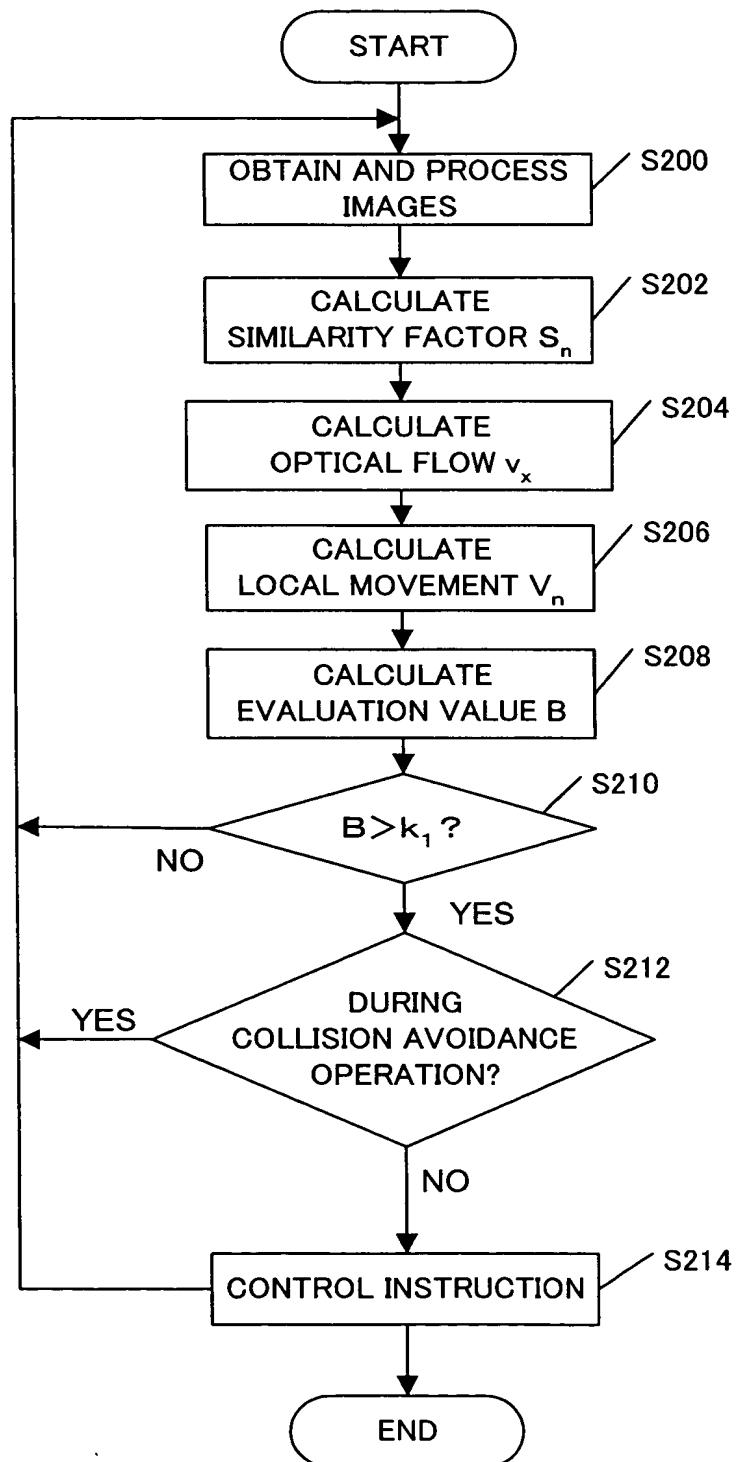 START
OBTAIN AND PROCESS
IMAGES
S200
CALCULATE
SIMILARITY FACTOR Sₙ
S202
CALCULATE
OPTICAL FLOW vₓ
S204
CALCULATE
LOCAL MOVEMENT Vₙ
S206
CALCULATE
EVALUATION VALUE B
S208
B>k₁?
S210
NO
YES
DURING
COLLISION AVOIDANCE
OPERATION?
S212
YES
NO
CONTROL INSTRUCTION
S214
END